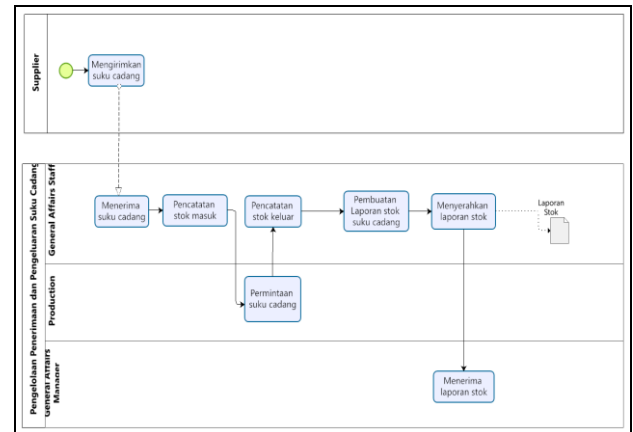 Supplier
Mengirimkan
suku cadang
Pengelolaan Penerimaan dan Pengeluaran Suku Cadang
General Affairs Staff
Menerima
suku cadang
Pencatatan
stok masuk
Pencatatan
stok keluar
Pembuatan
Laporan stok
suku cadang
Menyerahkan
laporan stok
Laporan
Stok
Production
Permintaan
suku cadang
General Affairs
Manager
Menerima
laporan stok